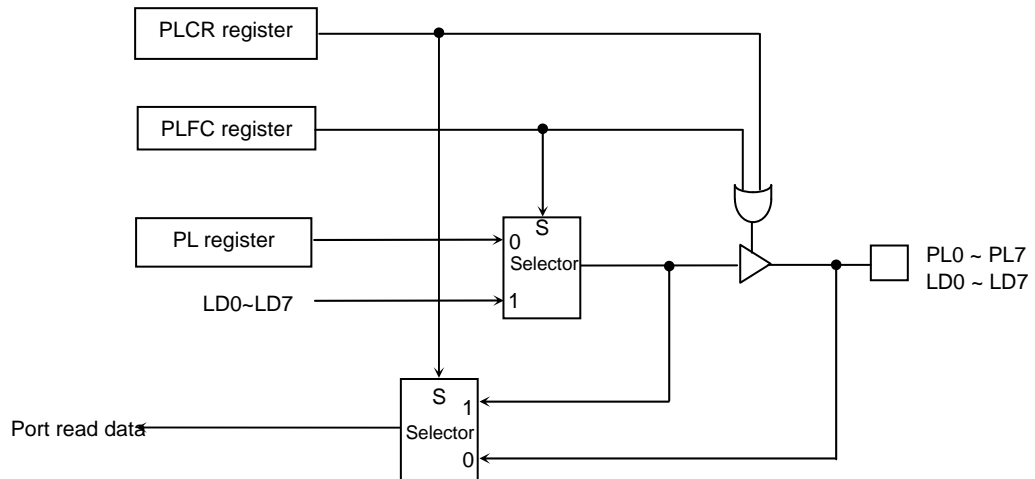 PLCR register
PLFC register
PL register
S
0
Selector
1
LD0~LD7
PL0 ~ PL7
LD0 ~ LD7
S
1
Selector
0
Port read data